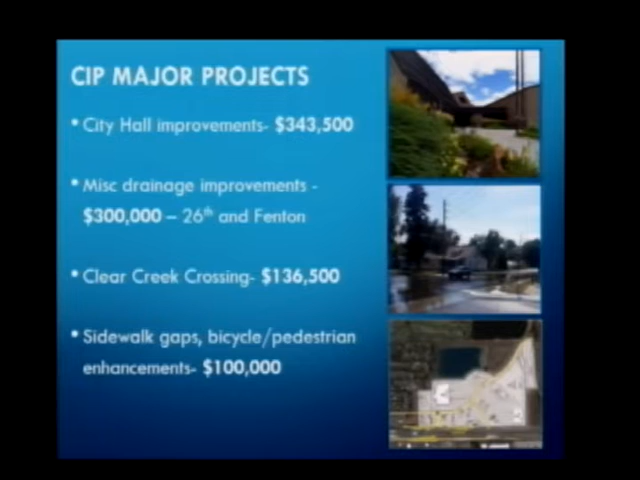 CIP MAJOR PROJECTS
• City Hall improvements- $343,500
• Misc drainage improvements -
$300,000 – 26th and Fenton
• Clear Creek Crossing- $136,500
• Sidewalk gaps, bicycle/pedestrian
enhancements- $100,000